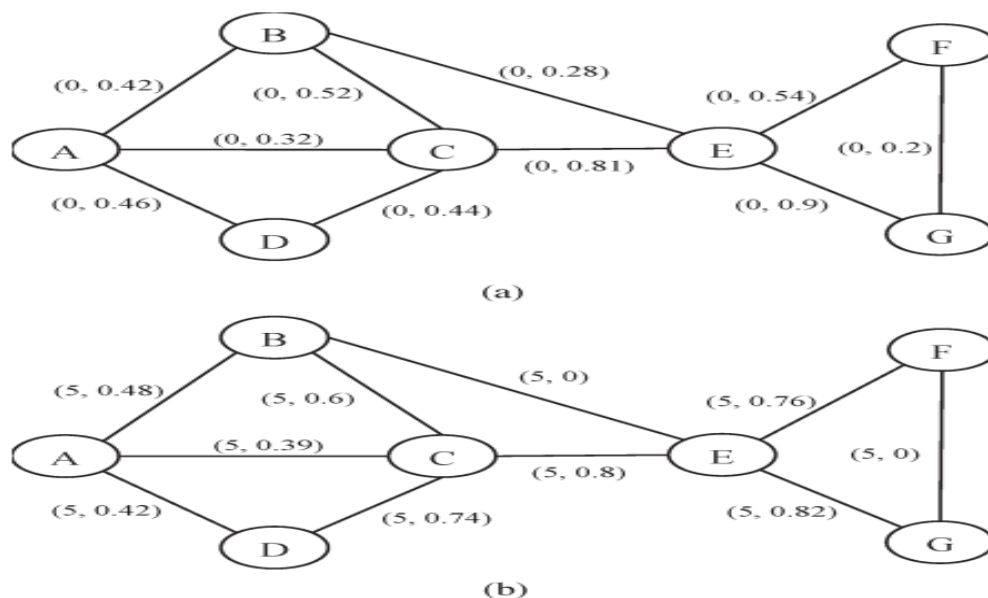 B
F
(0, 0.42)
(0, 0.52)
(0, 0.28)
(0, 0.54)
A
(0, 0.32)
C
E
(0, 0.2)
(0, 0.81)
(0, 0.46)
(0, 0.44)
(0, 0.9)
D
G
(a)
B
F
(5, 0.48)
(5, 0.6)
(5, 0)
(5, 0.76)
A
(5, 0.39)
C
E
(5, 0)
(5, 0.8)
(5, 0.42)
(5, 0.74)
(5, 0.82)
D
G
(b)